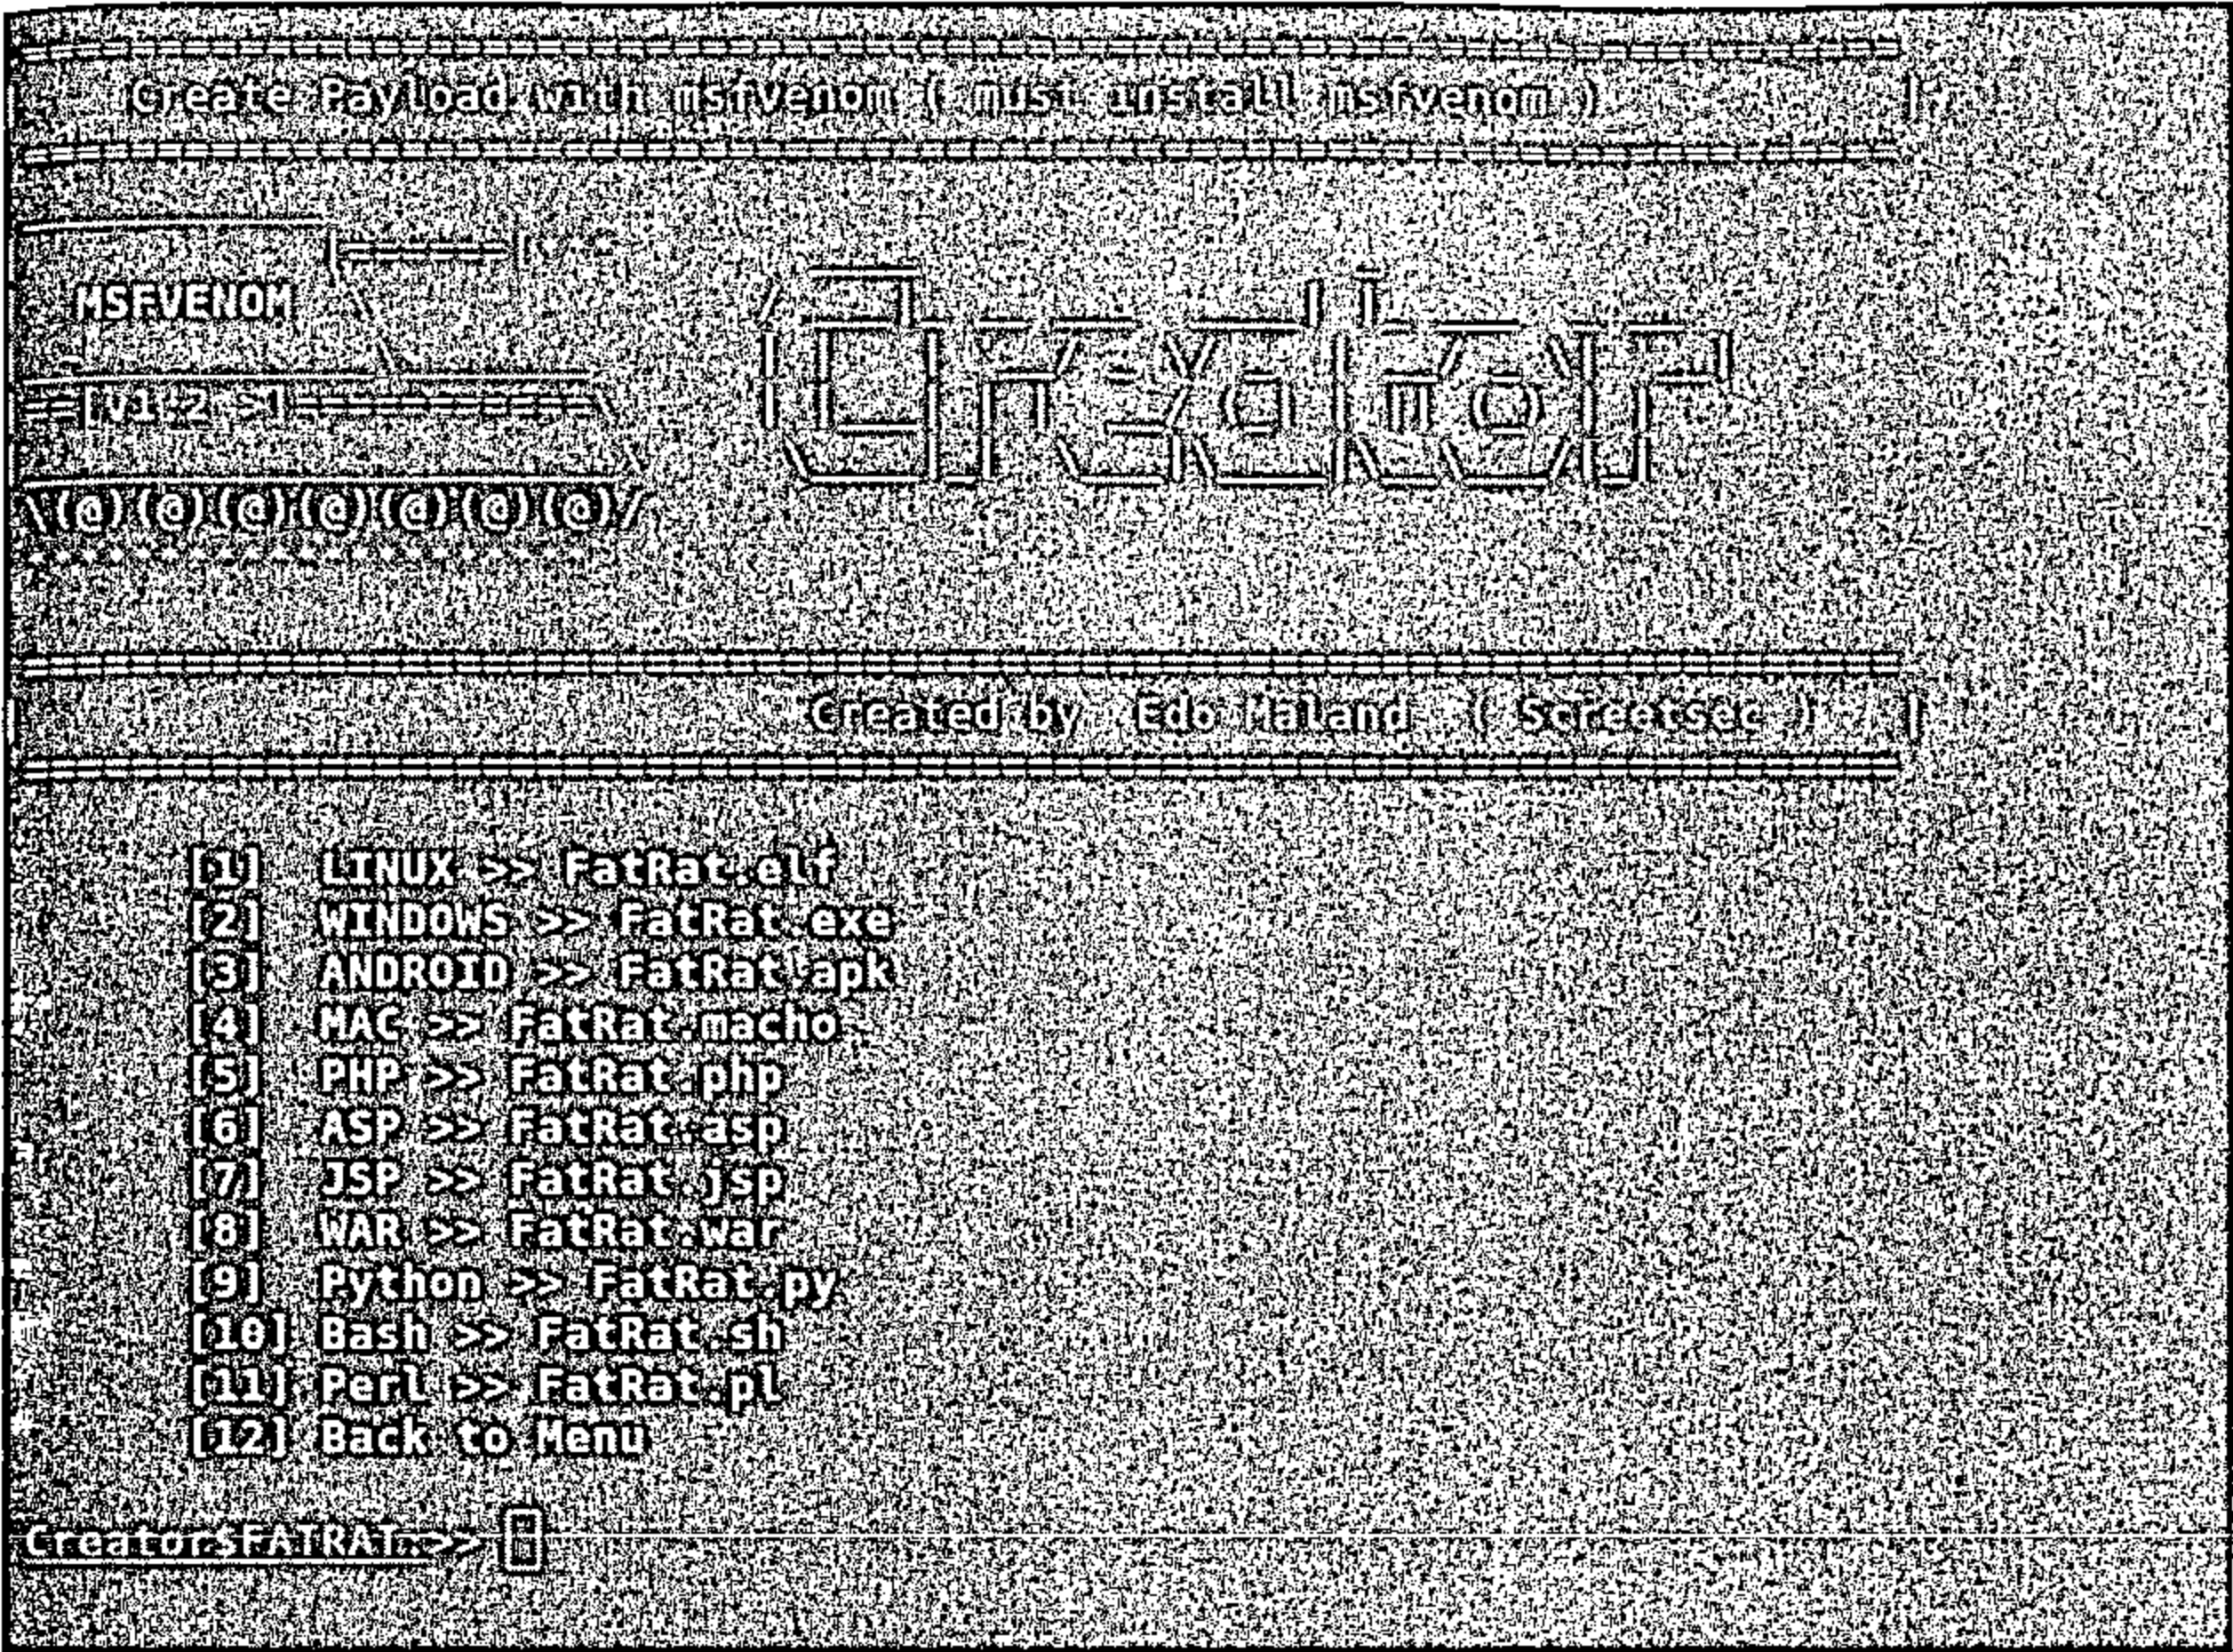 Create Payload with msfvenom ( must install msfvenom )
MSFVENOM
Creator
==[v1.2 >]==========\
\(@)(@)(@)(@)(@)(@)(@)/
Created by Edo Maland ( Screetsec )
[1] LINUX >> FatRat.elf
[2] WINDOWS >> FatRat.exe
[3] ANDROID >> FatRat.apk
[4] MAC >> FatRat.macho
[5] PHP >> FatRat.php
[6] ASP >> FatRat.asp
[7] JSP >> FatRat.jsp
[8] WAR >> FatRat.war
[9] Python >> FatRat.py
[10] Bash >> FatRat.sh
[11] Perl >> FatRat.pl
[12] Back to Menu
Creator$FATRAT:>>